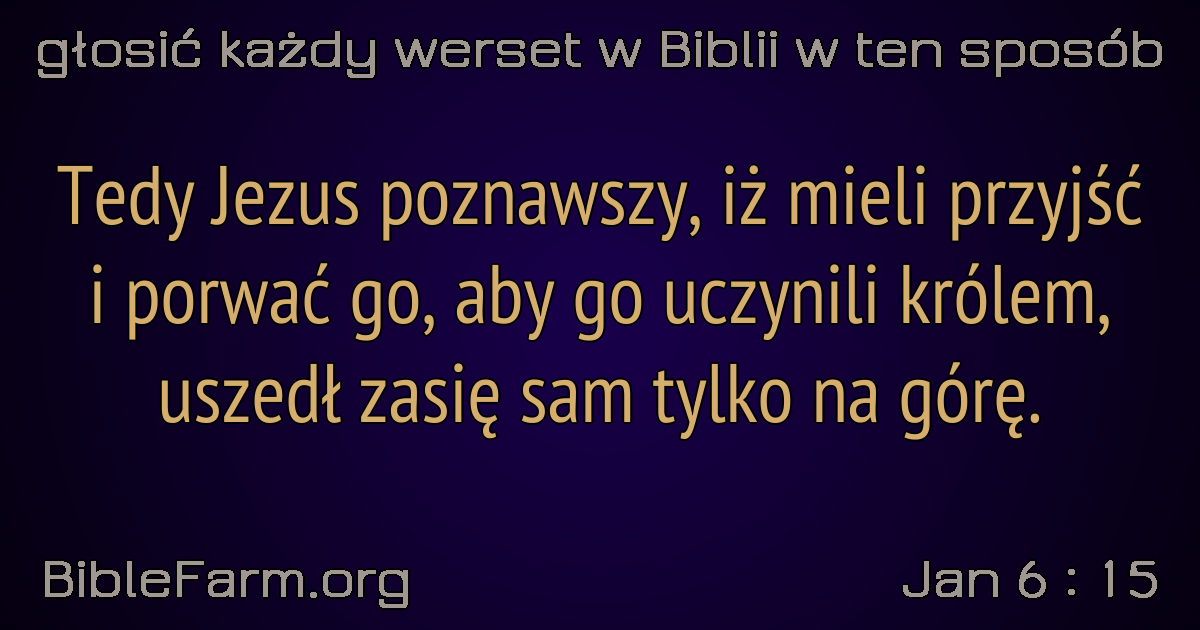 głosić każdy werset w Biblii w ten sposób
Tedy Jezus poznawszy, iż mieli przyjść
i porwać go, aby go uczynili królem,
uszedł zasię sam tylko na górę.
BibleFarm.org
Jan 6 : 15